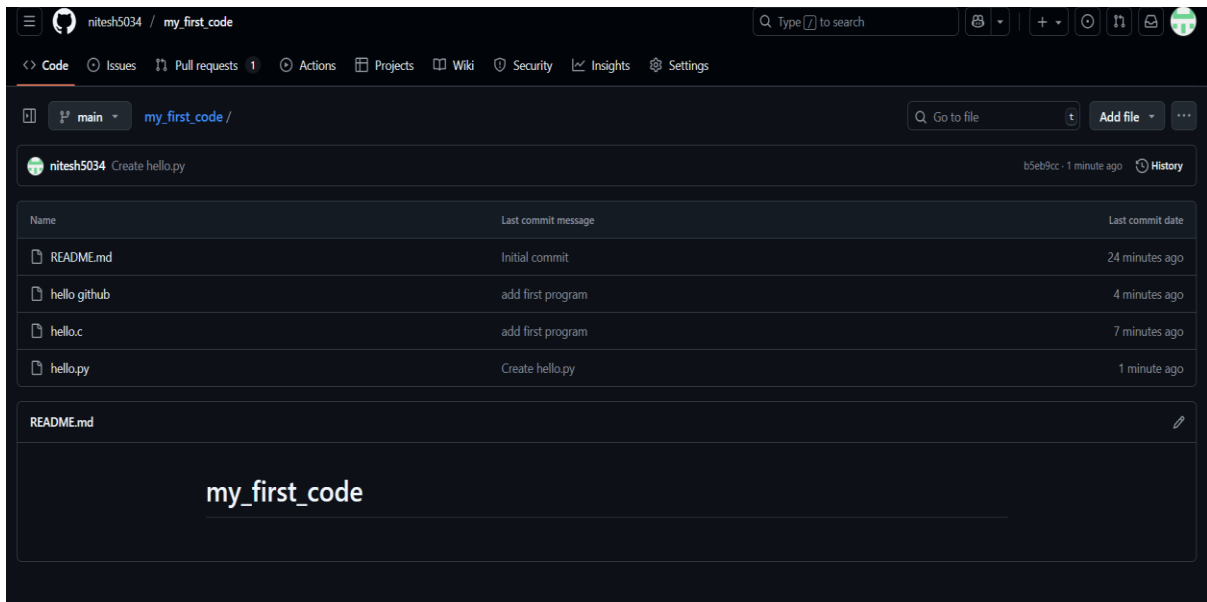 nitesh5034 / my_first_code Type / to search
Code Issues Pull requests 1 Actions Projects Wiki Security Insights Settings
main my_first_code / Go to file t Add file
nitesh5034 Create hello.py b5eb9cc · 1 minute ago History
Name Last commit message Last commit date
README.md Initial commit 24 minutes ago
hello github add first program 4 minutes ago
hello.c add first program 7 minutes ago
hello.py Create hello.py 1 minute ago
README.md
my_first_code